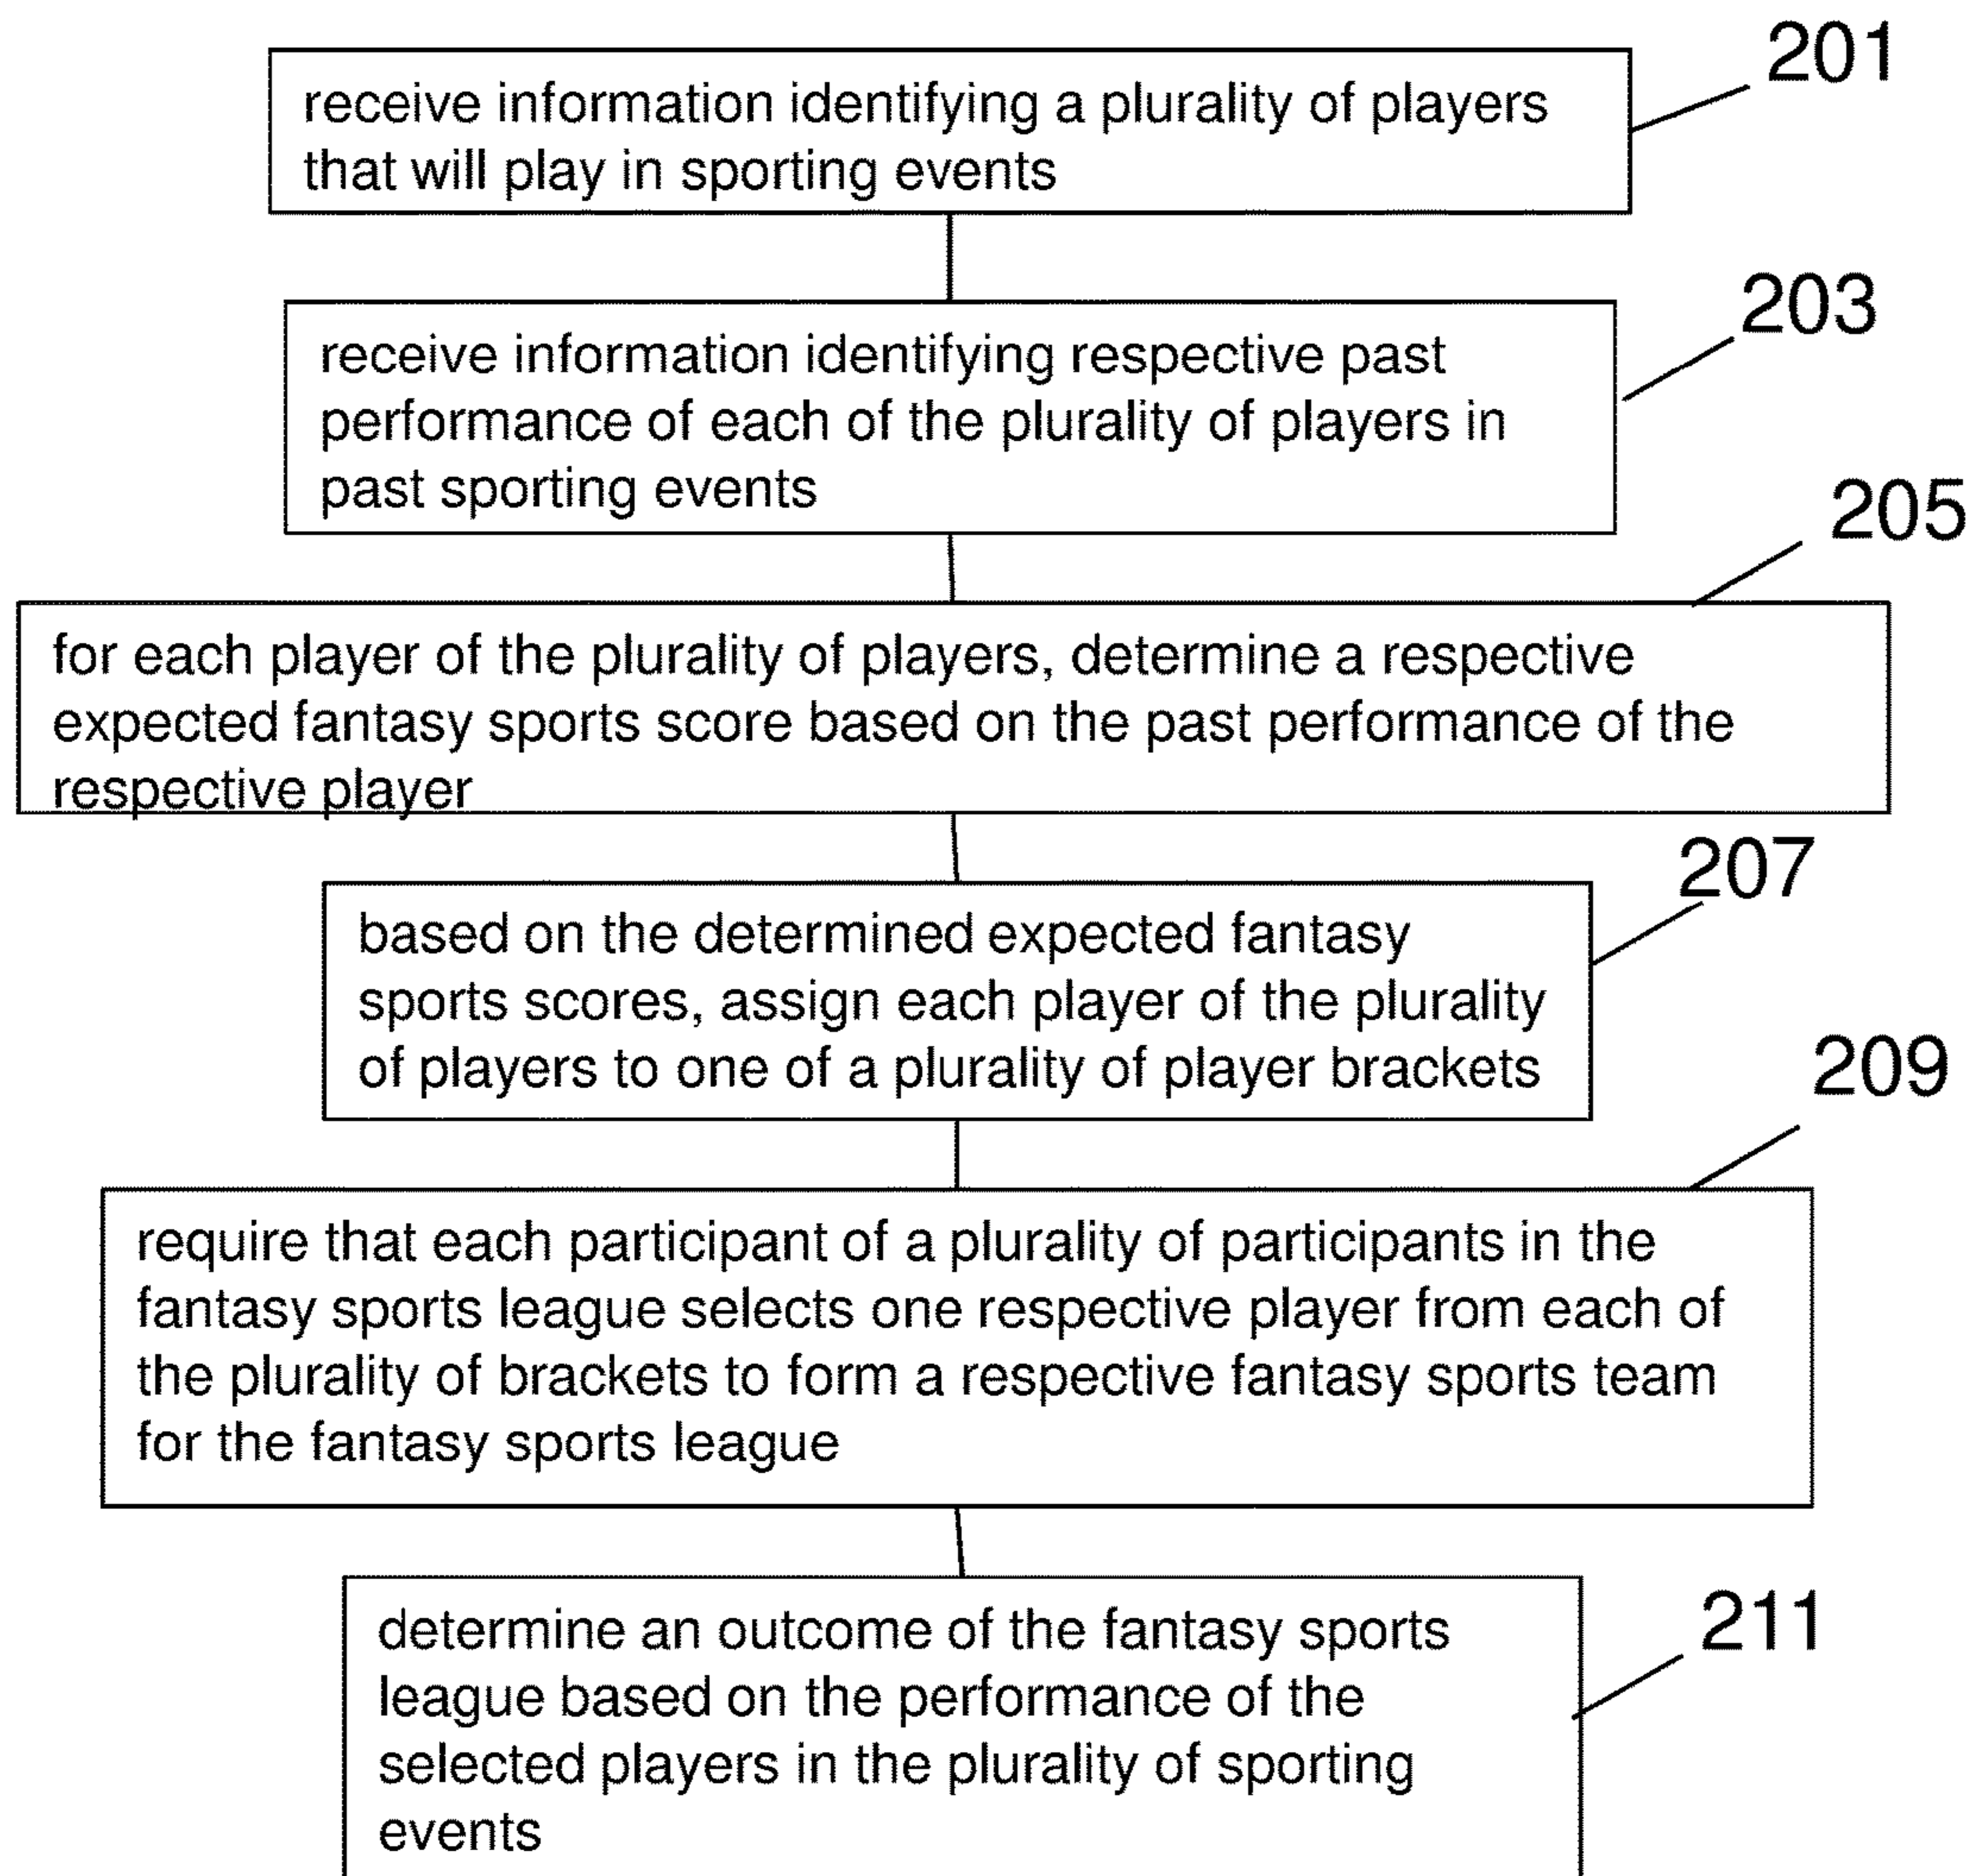 201
receive information identifying a plurality of players
that will play in sporting events
203
receive information identifying respective past
performance of each of the plurality of players in
past sporting events
205
for each player of the plurality of players, determine a respective
expected fantasy sports score based on the past performance of the
respective player
207
based on the determined expected fantasy
sports scores, assign each player of the plurality
of players to one of a plurality of player brackets
209
require that each participant of a plurality of participants in the
fantasy sports league selects one respective player from each of
the plurality of brackets to form a respective fantasy sports team
for the fantasy sports league
211
determine an outcome of the fantasy sports
league based on the performance of the
selected players in the plurality of sporting
events